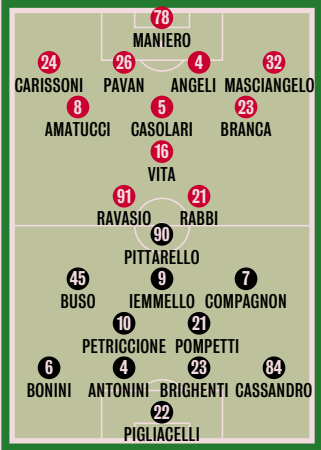 78
MANIERO
24 26 4 32
CARISSONI PAVAN ANGELI MASCIANGELO
8 5 23
AMATUCCI CASOLARI BRANCA
16
VITA
91 21
RAVASIO RABBI
90
PITTARELLO
45 9 7
BUSO IEMMELLO COMPAGNON
10 21
PETRICCIONE POMPETTI
6 4 23 84
BONINI ANTONINI BRIGHENTI CASSANDRO
22
PIGLIACELLI